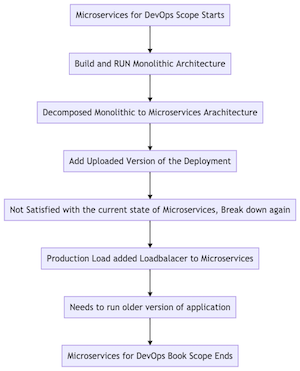 Microservices for DevOps Scope Starts
Build and RUN Monolithic Architecture
Decomposed Monolithic to Microservices Arachitecture
Add Uploaded Version of the Deployment
Not Satisfied with the current state of Microservices, Break down again
Production Load added Loadbalacer to Microservices
Needs to run older version of application
Microservices for DevOps Book Scope Ends